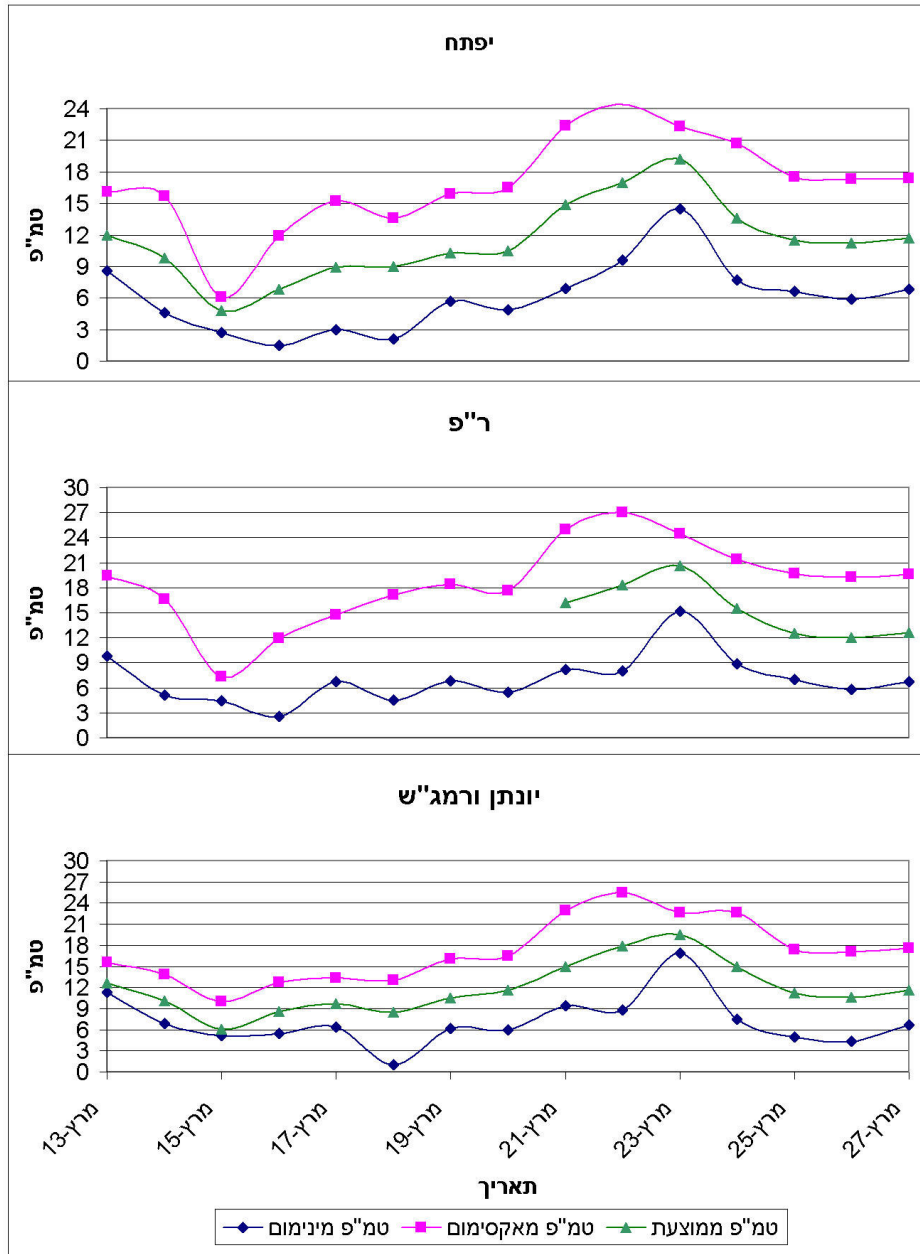 יפתח
24
21
18
15
12
9
6
3
0
טמ"פ
ר"פ
30
27
24
21
18
15
12
9
6
3
0
טמ"פ
יונתן ורמג"ש
30
27
24
21
18
15
12
9
6
3
0
טמ"פ
13-מרץ
15-מרץ
17-מרץ
19-מרץ
21-מרץ
23-מרץ
25-מרץ
27-מרץ
תאריך
טמ"פ מינימום טמ"פ מאקסימום טמ"פ ממוצעת